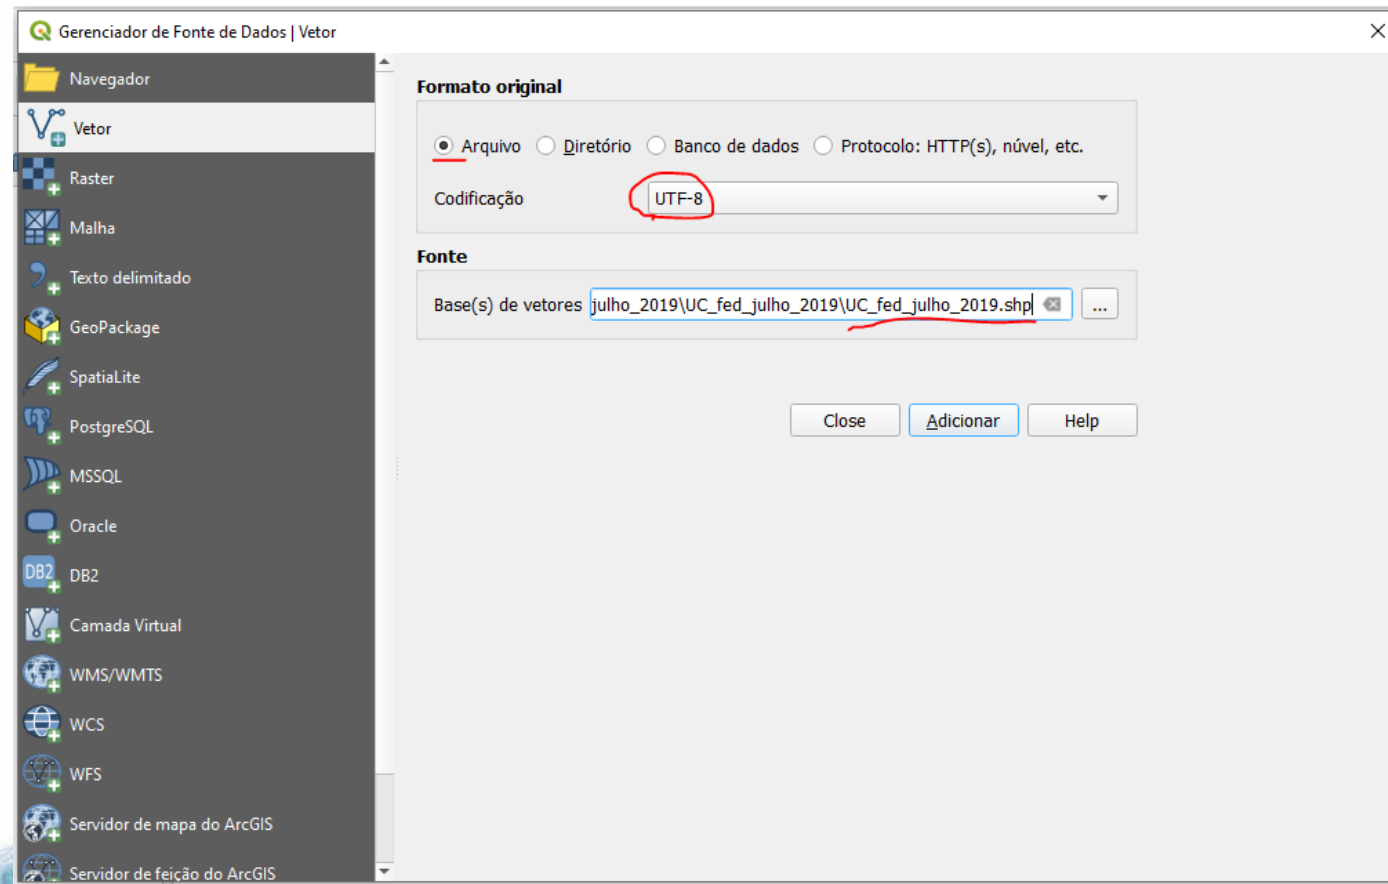 Gerenciador de Fonte de Dados | Vetor
Navegador
Vetor
Raster
Malha
Texto delimitado
GeoPackage
SpatiaLite
PostgreSQL
MSSQL
Oracle
DB2
DB2
Camada Virtual
WMS/WMTS
WCS
WFS
Servidor de mapa do ArcGIS
Servidor de feição do ArcGIS
Formato original
Arquivo Diretório Banco de dados Protocolo: HTTP(s), núvel, etc.
Codificação UTF-8
Fonte
Base(s) de vetores julho_2019\UC_fed_julho_2019\UC_fed_julho_2019.shp ...
Close Adicionar Help